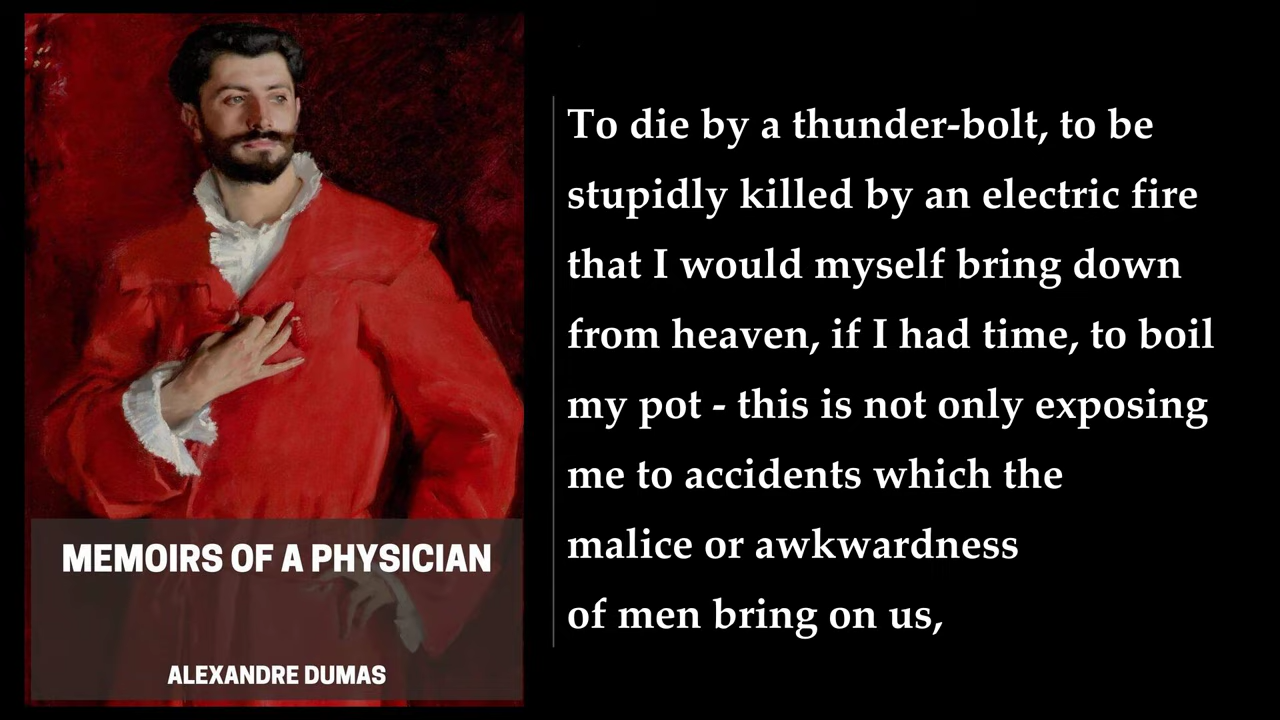 MEMOIRS OF A PHYSICIAN
ALEXANDRE DUMAS
To die by a thunder-bolt, to be
stupidly killed by an electric fire
that I would myself bring down
from heaven, if I had time, to boil
my pot - this is not only exposing
me to accidents which the
malice or awkwardness
of men bring on us,